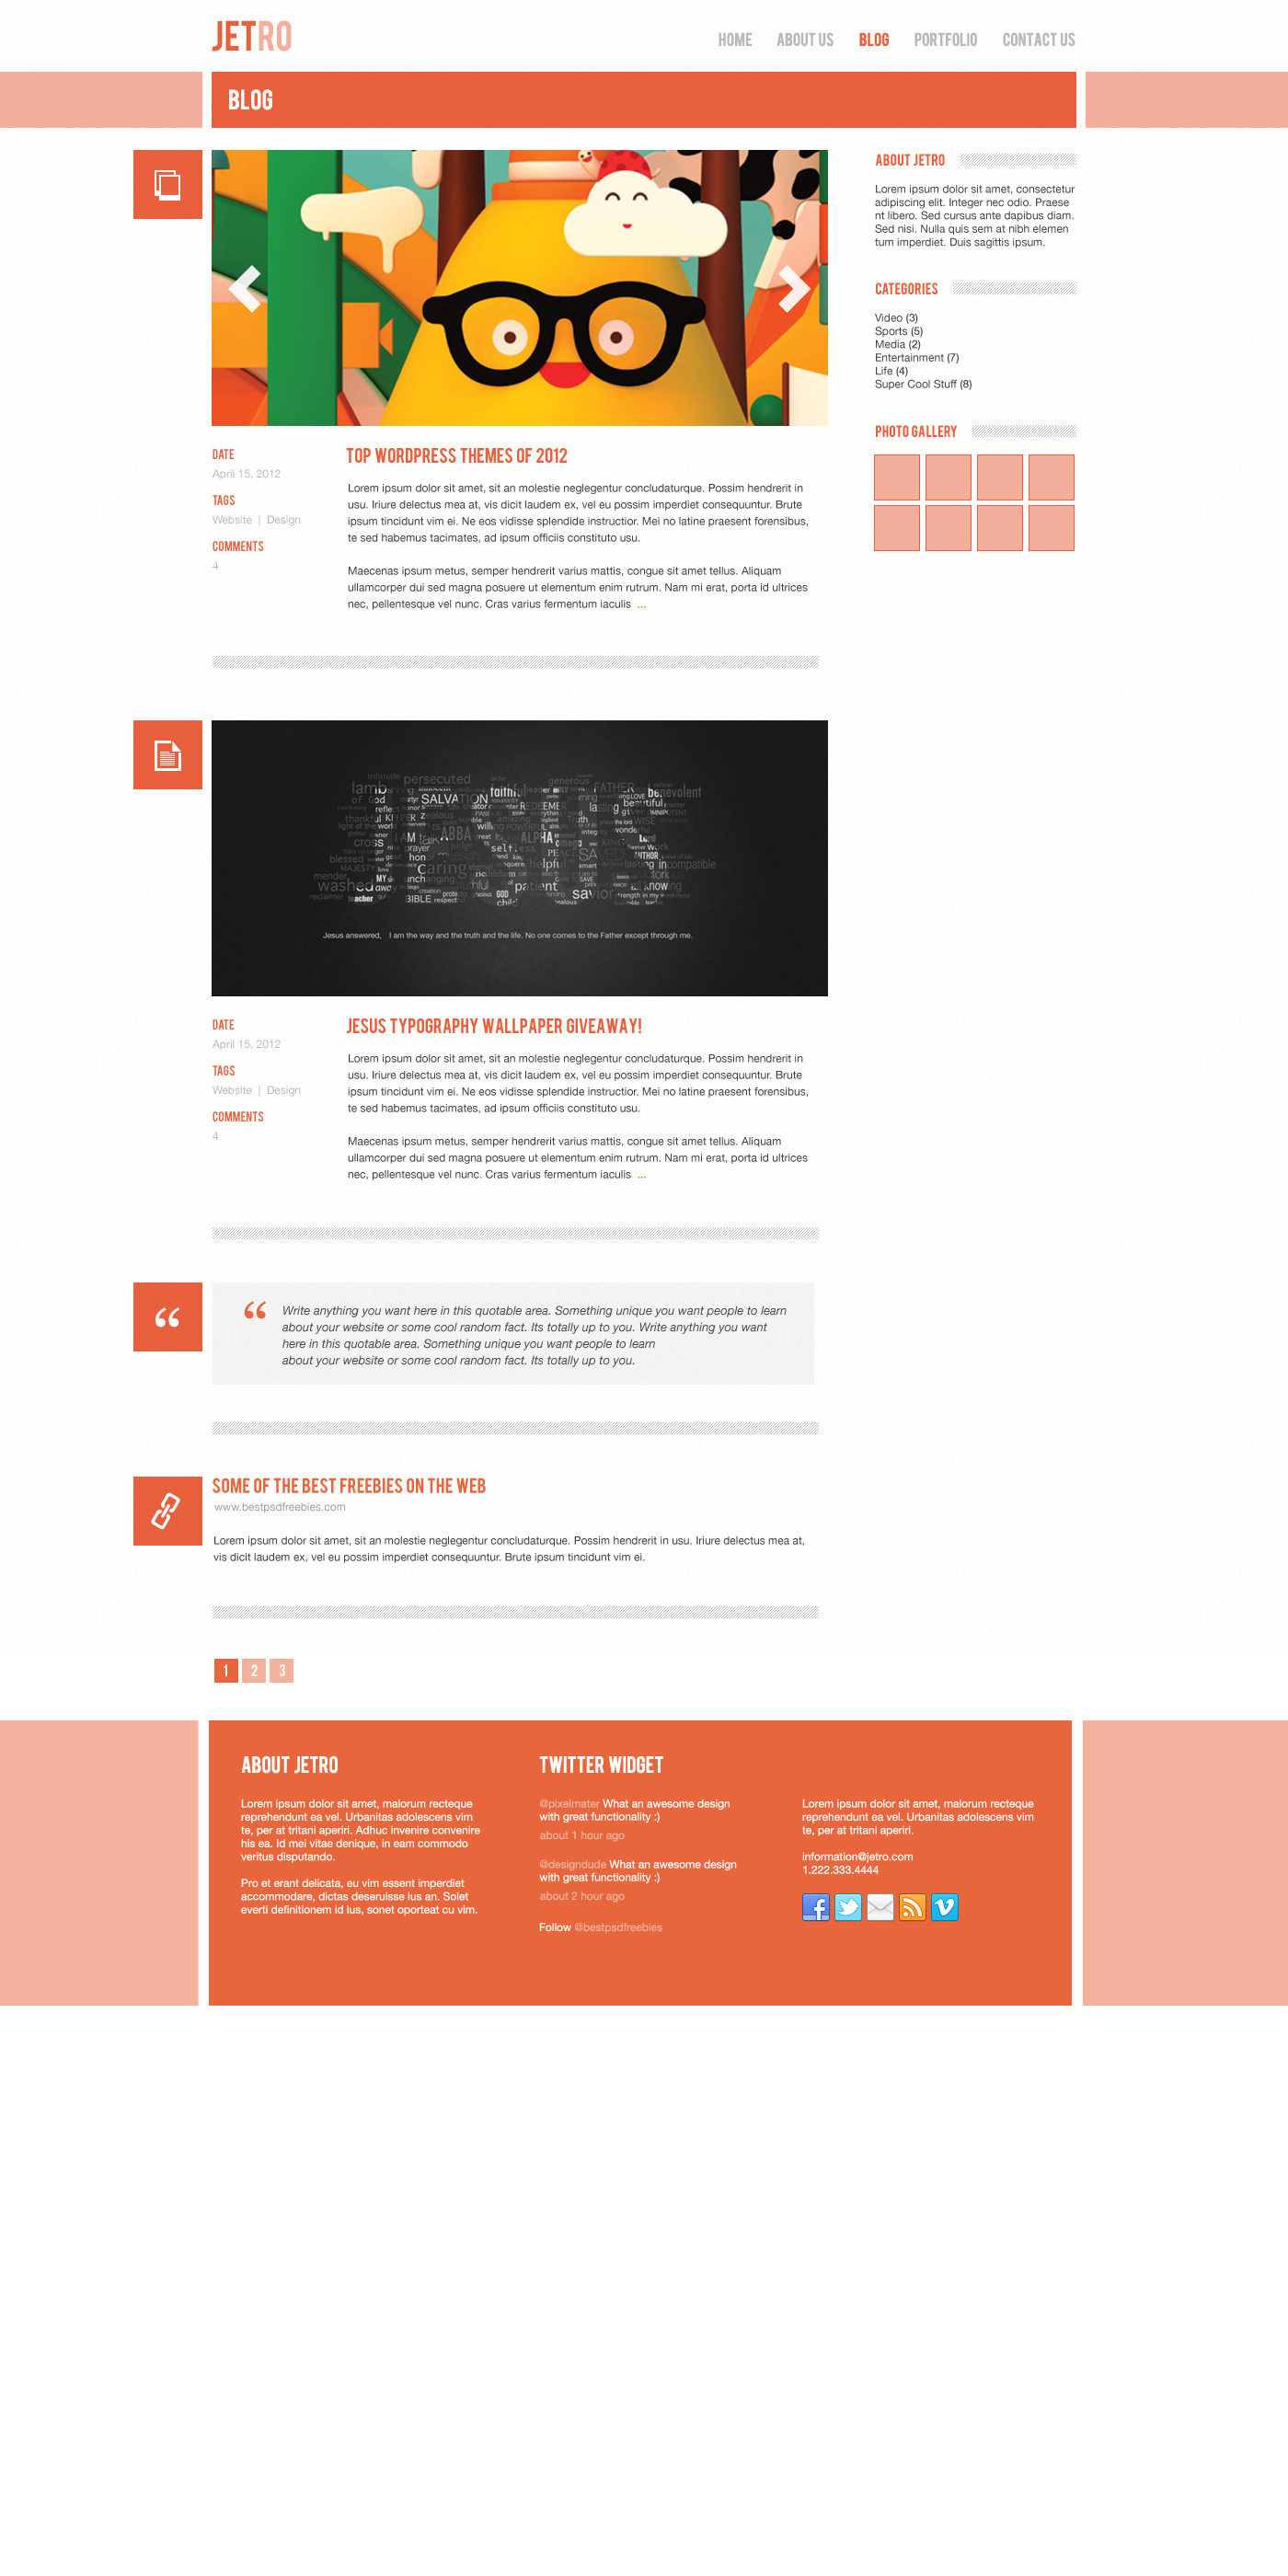 JETRO
HOME ABOUT US BLOG PORTFOLIO CONTACT US
BLOG
DATE
April 15, 2012
TAGS
Website | Design
COMMENTS
4
TOP WORDPRESS THEMES OF 2012
Lorem ipsum dolor sit amet, sit an molestie neglegentur concludaturque. Possim hendrerit in
usu. Iriure delectus mea at, vis dicit laudem ex, vel eu possim imperdiet consequuntur. Brute
ipsum tincidunt vim ei. Ne eos vidisse splendide instructior. Mei no latine praesent forensibus,
te sed habemus tacimates, ad ipsum officiis constituto usu.
Maecenas ipsum metus, semper hendrerit varius mattis, congue sit amet tellus. Aliquam
ullamcorper dui sed magna posuere ut elementum enim rutrum. Nam mi erat, porta id ultrices
nec, pellentesque vel nunc. Cras varius fermentum iaculis ...
persecuted
SALVATION
ABBA
ALPHA
caring
washed
patient
savior
Jesus answered, I am the way and the truth and the life. No one comes to the Father except through me.
DATE
April 15, 2012
TAGS
Website | Design
COMMENTS
4
JESUS TYPOGRAPHY WALLPAPER GIVEAWAY!
Lorem ipsum dolor sit amet, sit an molestie neglegentur concludaturque. Possim hendrerit in
usu. Iriure delectus mea at, vis dicit laudem ex, vel eu possim imperdiet consequuntur. Brute
ipsum tincidunt vim ei. Ne eos vidisse splendide instructior. Mei no latine praesent forensibus,
te sed habemus tacimates, ad ipsum officiis constituto usu.
Maecenas ipsum metus, semper hendrerit varius mattis, congue sit amet tellus. Aliquam
ullamcorper dui sed magna posuere ut elementum enim rutrum. Nam mi erat, porta id ultrices
nec, pellentesque vel nunc. Cras varius fermentum iaculis ...
“ Write anything you want here in this quotable area. Something unique you want people to learn
about your website or some cool random fact. Its totally up to you. Write anything you want
here in this quotable area. Something unique you want people to learn
about your website or some cool random fact. Its totally up to you.
SOME OF THE BEST FREEBIES ON THE WEB
www.bestpsdfreebies.com
Lorem ipsum dolor sit amet, sit an molestie neglegentur concludaturque. Possim hendrerit in usu. Iriure delectus mea at,
vis dicit laudem ex, vel eu possim imperdiet consequuntur. Brute ipsum tincidunt vim ei.
1 2 3
ABOUT JETRO
Lorem ipsum dolor sit amet, consectetur
adipiscing elit. Integer nec odio. Praese
nt libero. Sed cursus ante dapibus diam.
Sed nisi. Nulla quis sem at nibh elemen
tum imperdiet. Duis sagittis ipsum.
CATEGORIES
Video (3)
Sports (5)
Media (2)
Entertainment (7)
Life (4)
Super Cool Stuff (8)
PHOTO GALLERY
ABOUT JETRO
Lorem ipsum dolor sit amet, malorum recteque
reprehendunt ea vel. Urbanitas adolescens vim
te, per at tritani aperiri. Adhuc invenire convenire
his ea. Id mei vitae denique, in eam commodo
veritus disputando.
Pro et erant delicata, eu vim essent imperdiet
accommodare, dictas deseruisse ius an. Solet
everti definitionem id ius, sonet oporteat cu vim.
TWITTER WIDGET
@pixelmater What an awesome design
with great functionality :)
about 1 hour ago
@designdude What an awesome design
with great functionality :)
about 2 hour ago
Follow @bestpsdfreebies
Lorem ipsum dolor sit amet, malorum recteque
reprehendunt ea vel. Urbanitas adolescens vim
te, per at tritani aperiri.
information@jetro.com
1.222.333.4444